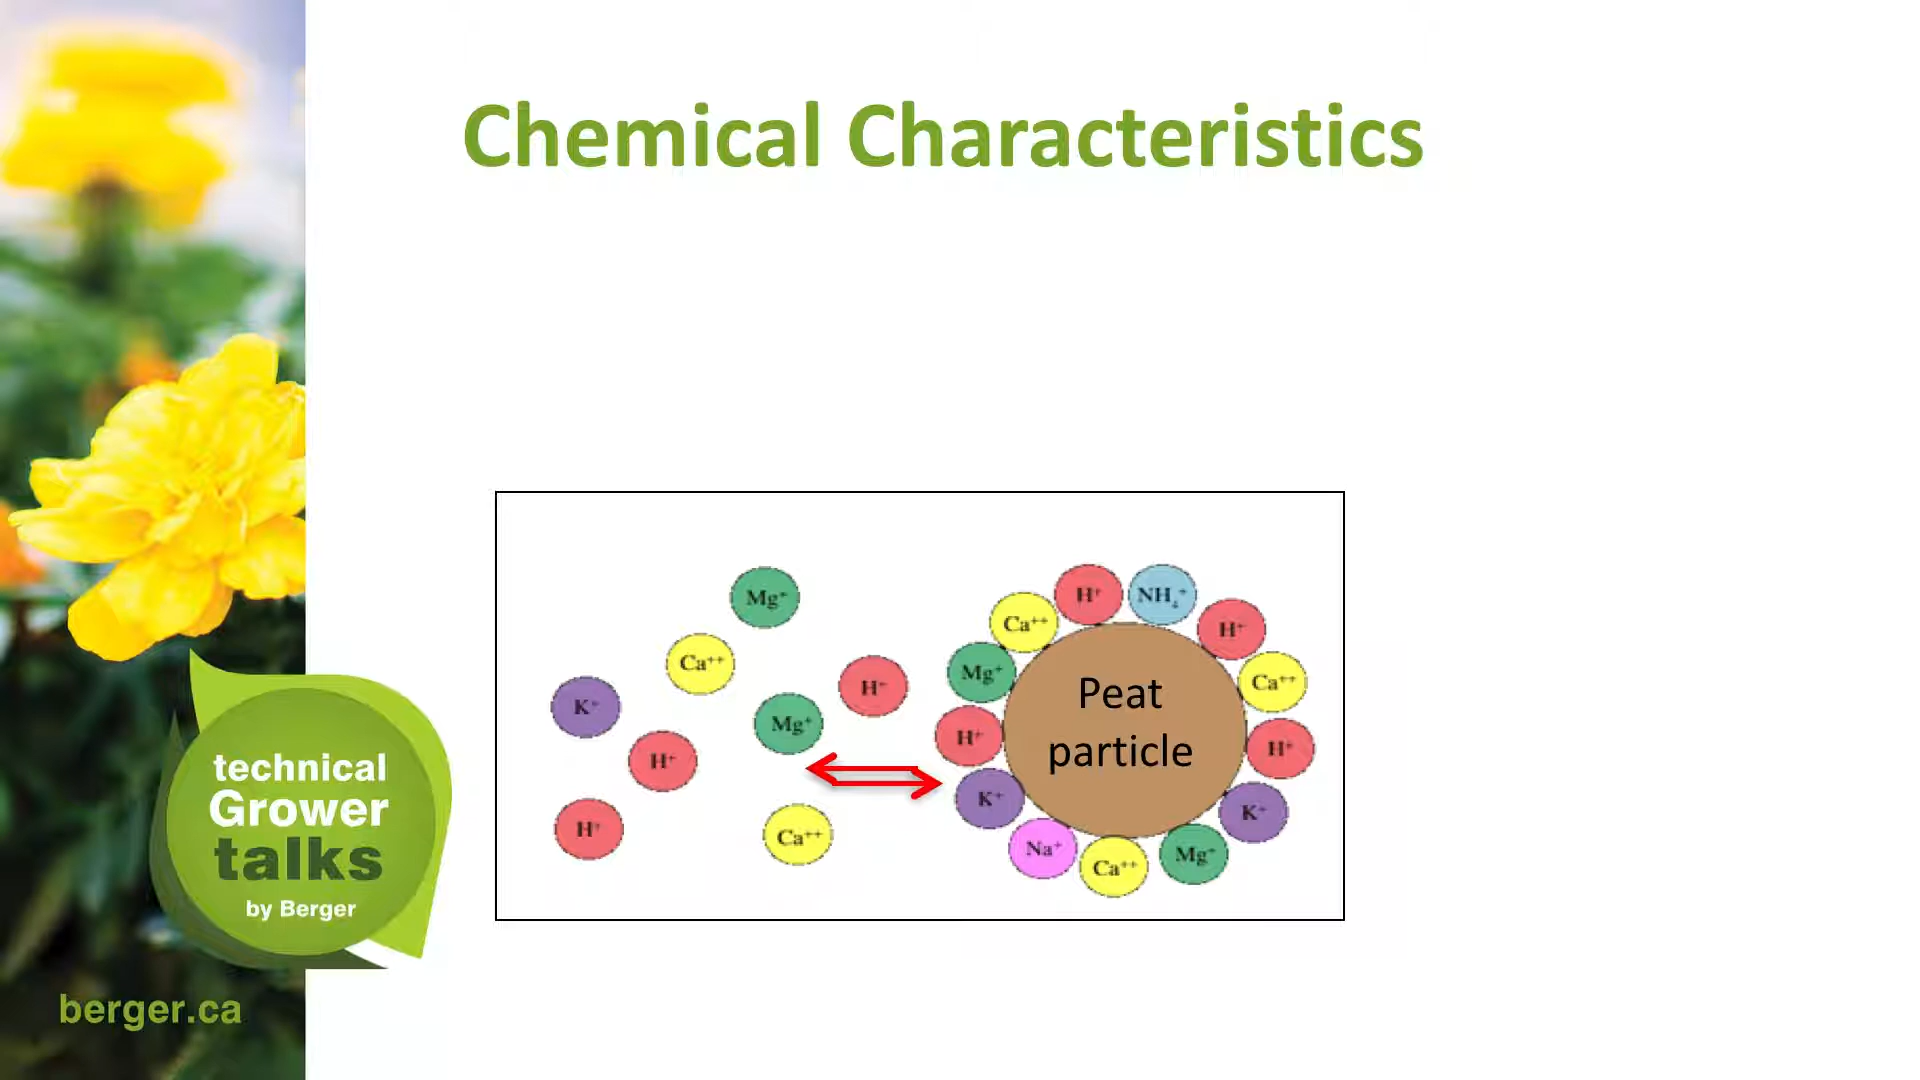 Chemical Characteristics
Mg⁺
Ca⁺⁺
K⁺
Mg⁺
H⁺
H⁺
H⁺
Ca⁺⁺
H⁺
NH₄⁺
Ca⁺⁺
H⁺
Mg⁺
Ca⁺⁺
H⁺
H⁺
K⁺
K⁺
Na⁺
Ca⁺⁺
Mg⁺
Peat
particle
technical
Grower
talks
by Berger
berger.ca